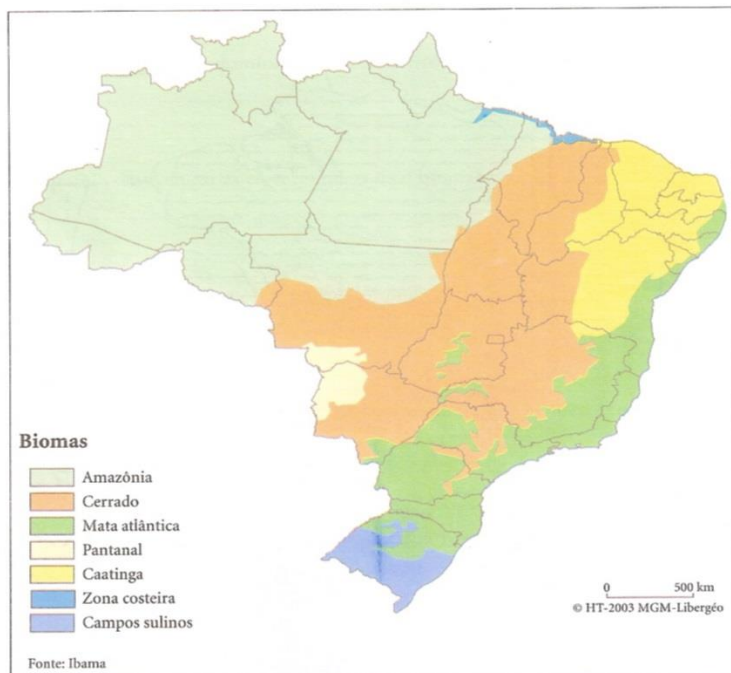 Biomas
Amazônia
Cerrado
Mata atlântica
Pantanal
Caatinga
Zona costeira
Campos sulinos
0 500 km
© HT-2003 MGM-Libergéo
Fonte: Ibama